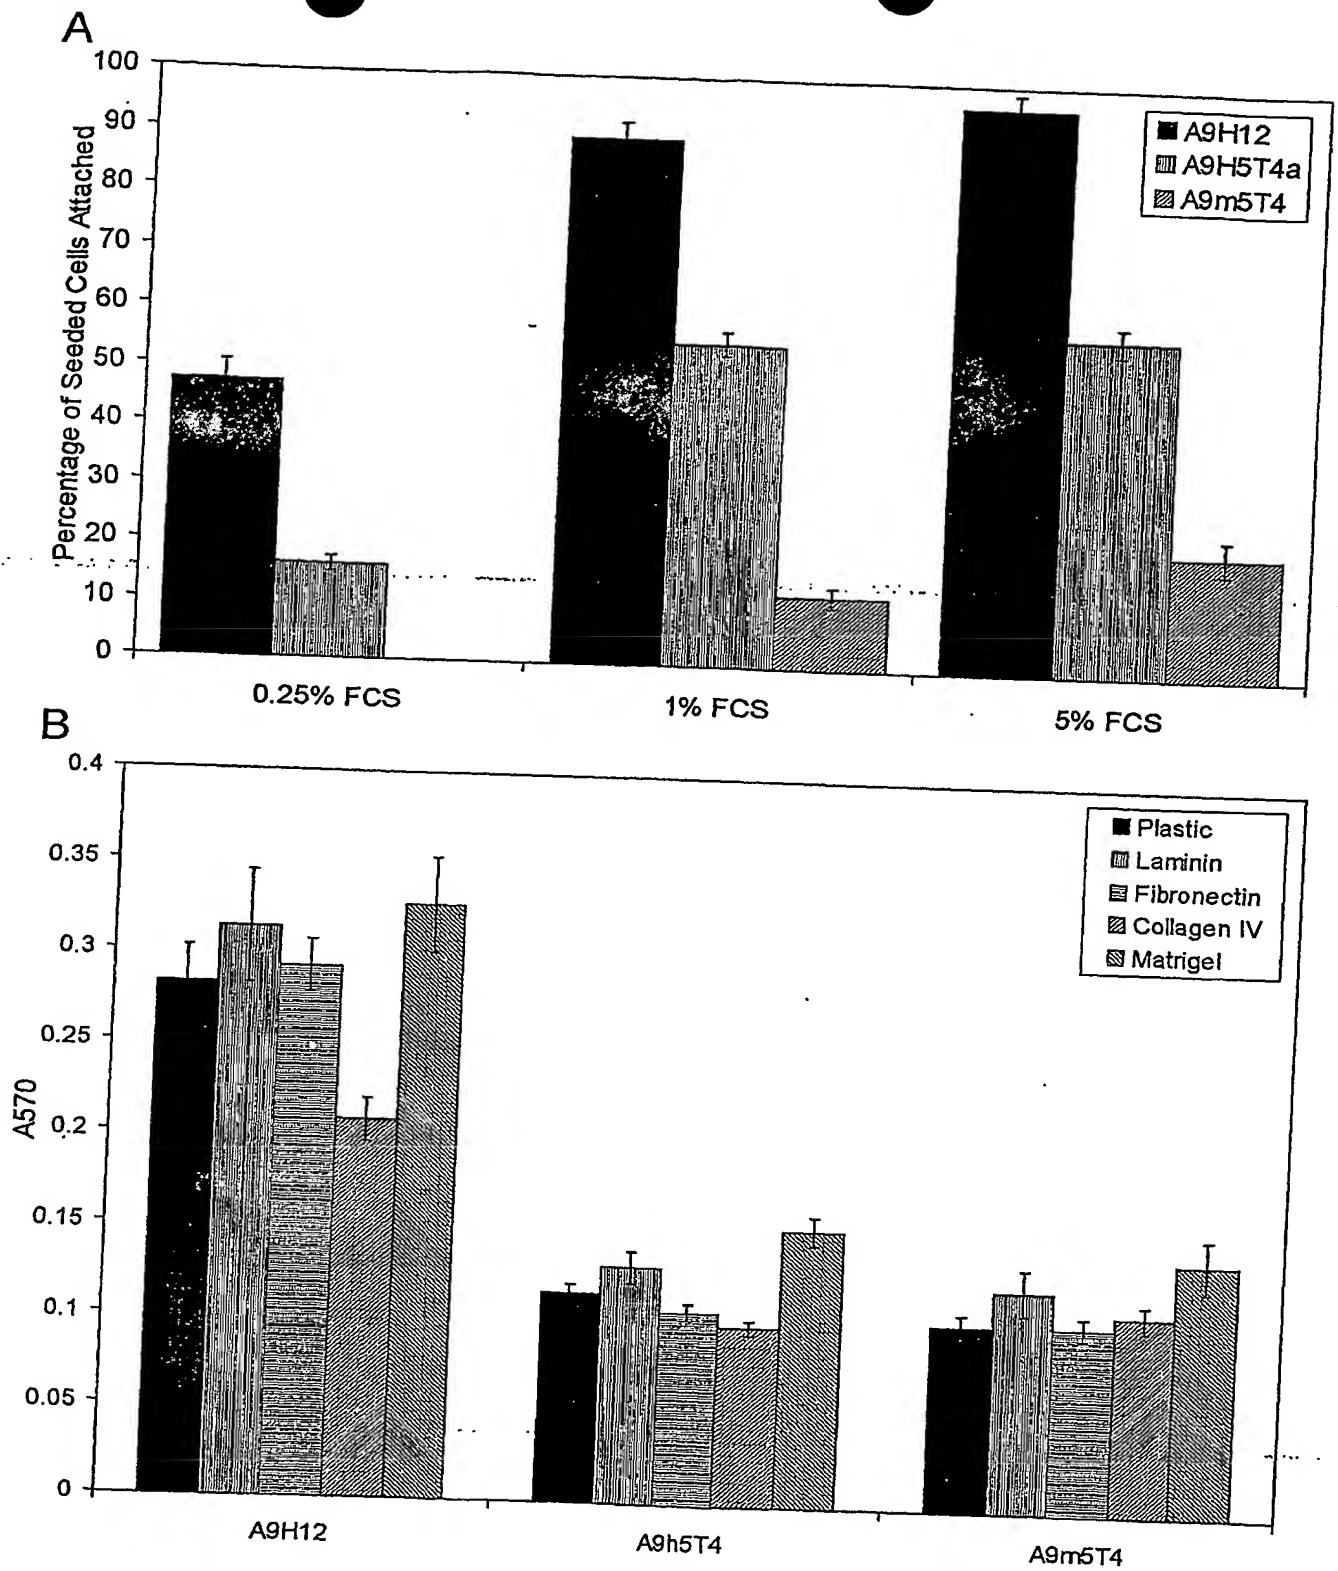 A
100
90
80
70
60
50
40
30
20
10
0
Percentage of Seeded Cells Attached
A9H12
A9H5T4a
A9m5T4
0.25% FCS
1% FCS
5% FCS
B
0.4
0.35
0.3
0.25
0.2
0.15
0.1
0.05
0
A570
Plastic
Laminin
Fibronectin
Collagen IV
Matrigel
A9H12
A9h5T4
A9m5T4